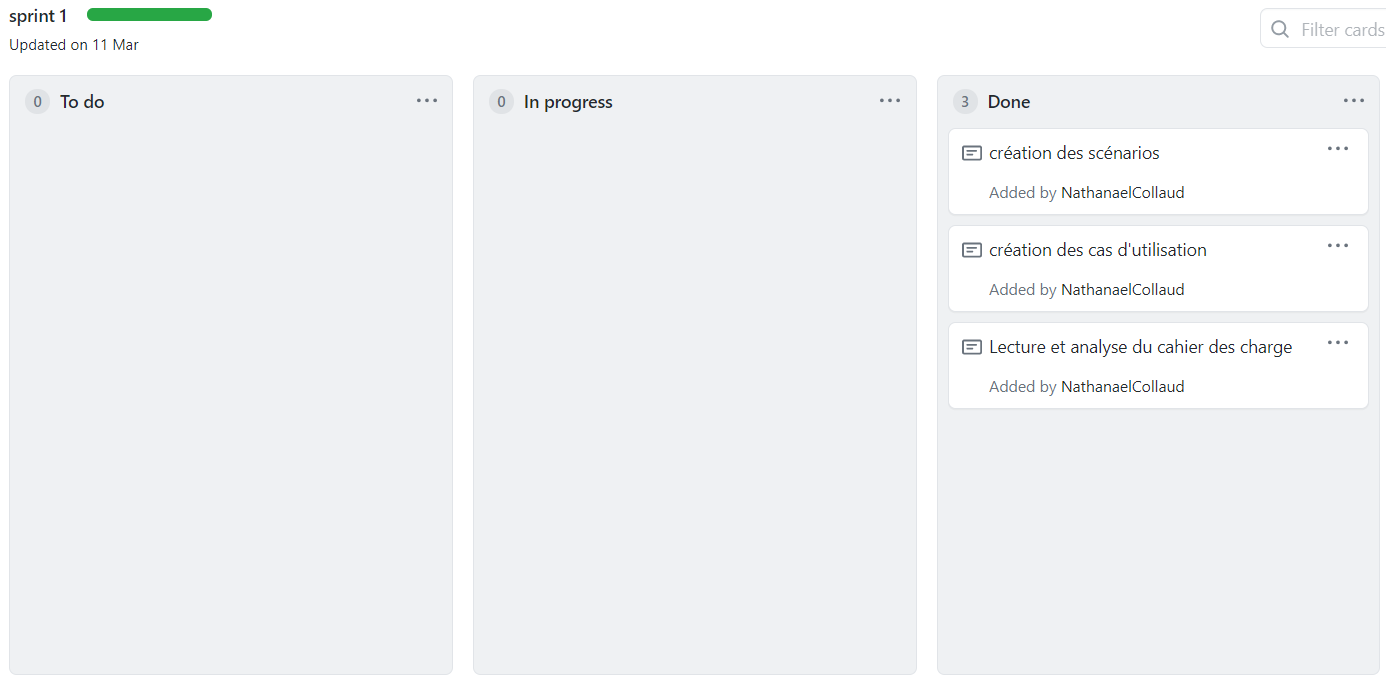 sprint 1
Updated on 11 Mar
Filter cards
0 To do
0 In progress
3 Done
création des scénarios
Added by NathanaelCollaud
création des cas d'utilisation
Added by NathanaelCollaud
Lecture et analyse du cahier des charge
Added by NathanaelCollaud